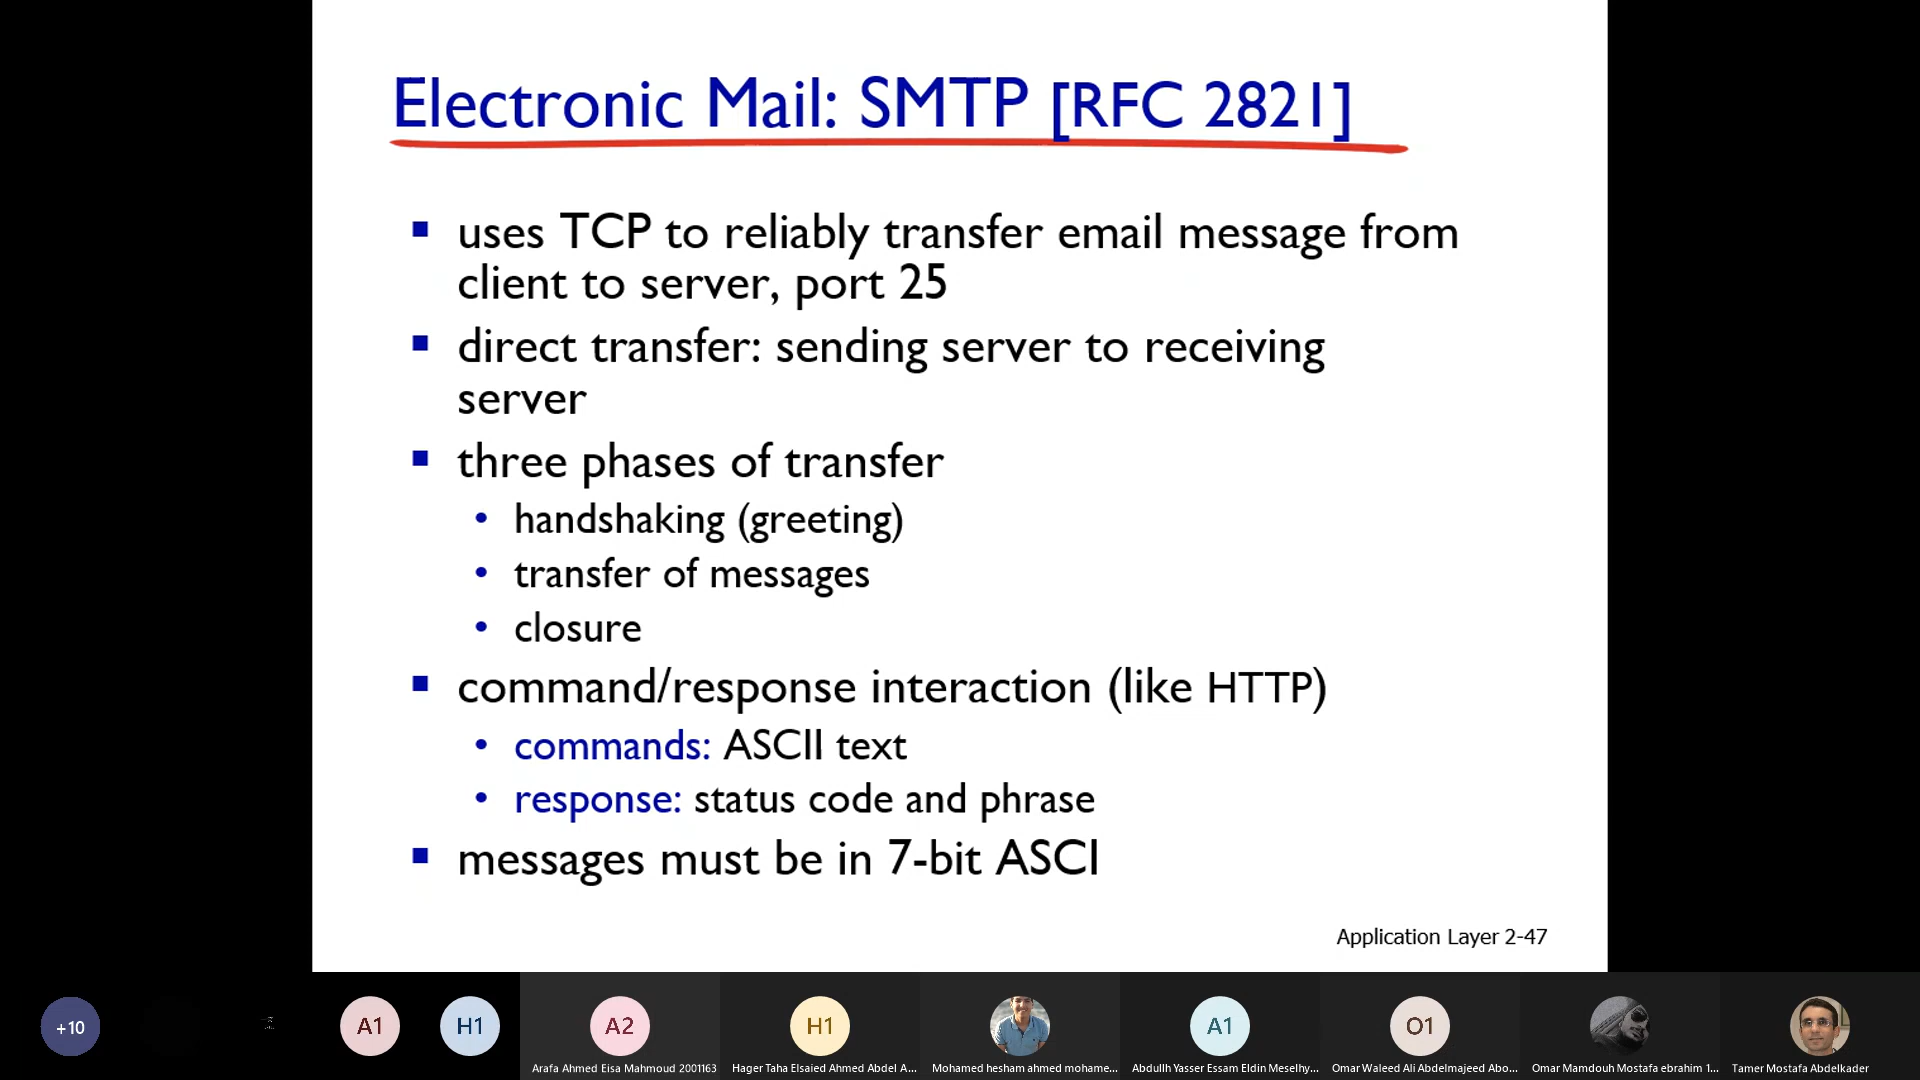 Electronic Mail: SMTP [RFC 2821]
▪ uses TCP to reliably transfer email message from
client to server, port 25
▪ direct transfer: sending server to receiving
server
▪ three phases of transfer
• handshaking (greeting)
• transfer of messages
• closure
▪ command/response interaction (like HTTP)
• commands: ASCII text
• response: status code and phrase
▪ messages must be in 7-bit ASCI
Application Layer 2-47
+10
A1
H1
A2
H1
A1
O1
Arafa Ahmed Eisa Mahmoud 2001163
Hager Taha Elsaied Ahmed Abdel A...
Mohamed hesham ahmed mohame...
Abdullh Yasser Essam Eldin Meselhy...
Omar Waleed Ali Abdelmajeed Abo...
Omar Mamdouh Mostafa ebrahim 1...
Tamer Mostafa Abdelkader